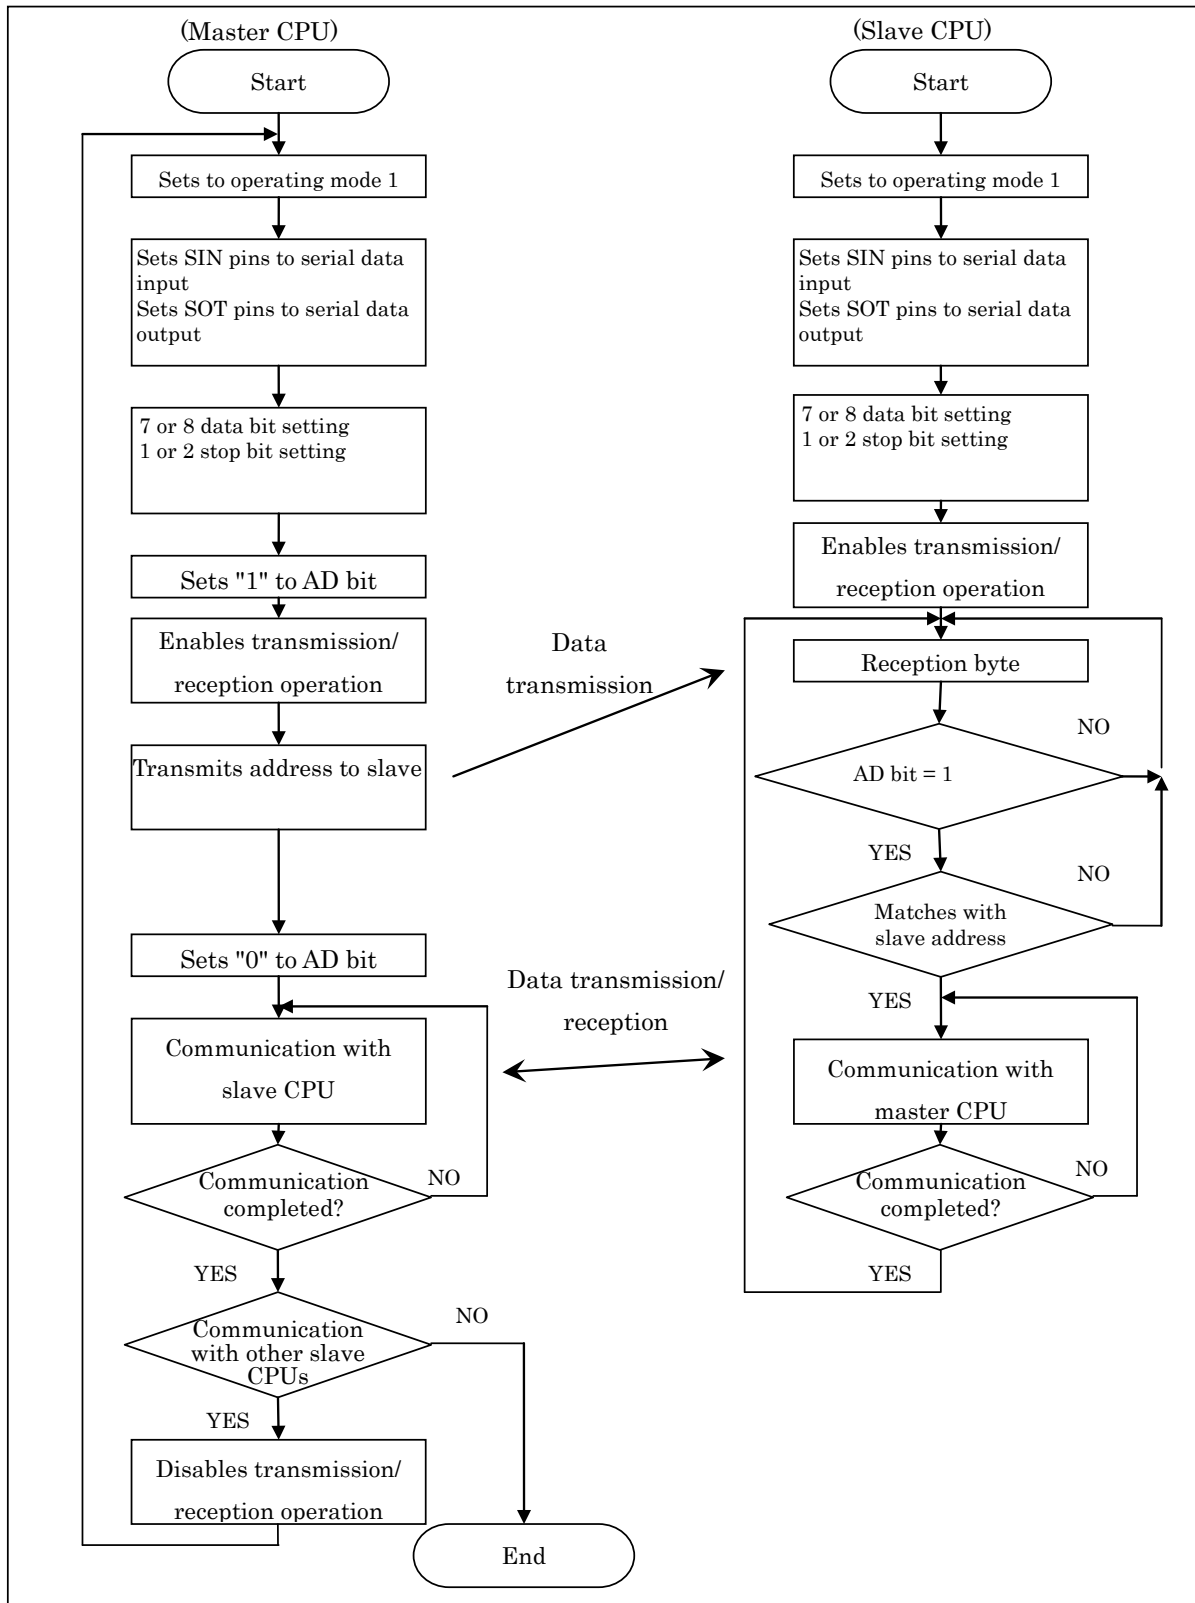 (Master CPU)
Start
Sets to operating mode 1
Sets SIN pins to serial data
input
Sets SOT pins to serial data
output
7 or 8 data bit setting
1 or 2 stop bit setting
Sets "1" to AD bit
Enables transmission/
reception operation
Transmits address to slave
Sets "0" to AD bit
Communication with
slave CPU
Communication
completed?
NO
YES
Communication
with other slave
CPUs
NO
YES
Disables transmission/
reception operation
End
Data
transmission
Data transmission/
reception
(Slave CPU)
Start
Sets to operating mode 1
Sets SIN pins to serial data
input
Sets SOT pins to serial data
output
7 or 8 data bit setting
1 or 2 stop bit setting
Enables transmission/
reception operation
Reception byte
AD bit = 1
NO
YES
Matches with
slave address
NO
YES
Communication with
master CPU
Communication
completed?
NO
YES